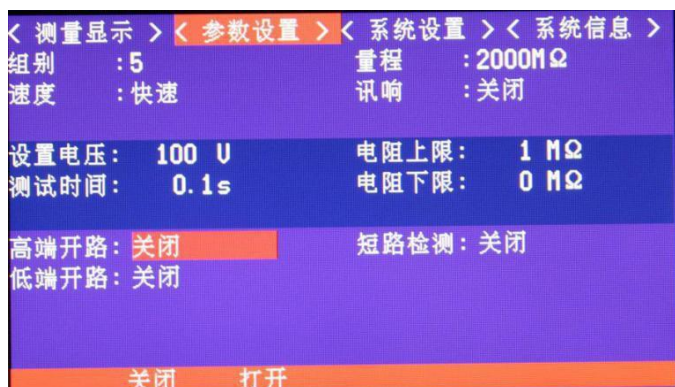 < 测量显示 > < 参数设置 > < 系统设置 > < 系统信息 >
组别 :5 量程 :2000MΩ
速度 :快速 讯响 :关闭
设置电压: 100 V 电阻上限: 1 MΩ
测试时间: 0.1s 电阻下限: 0 MΩ
高端开路:关闭 短路检测:关闭
低端开路:关闭
关闭 打开